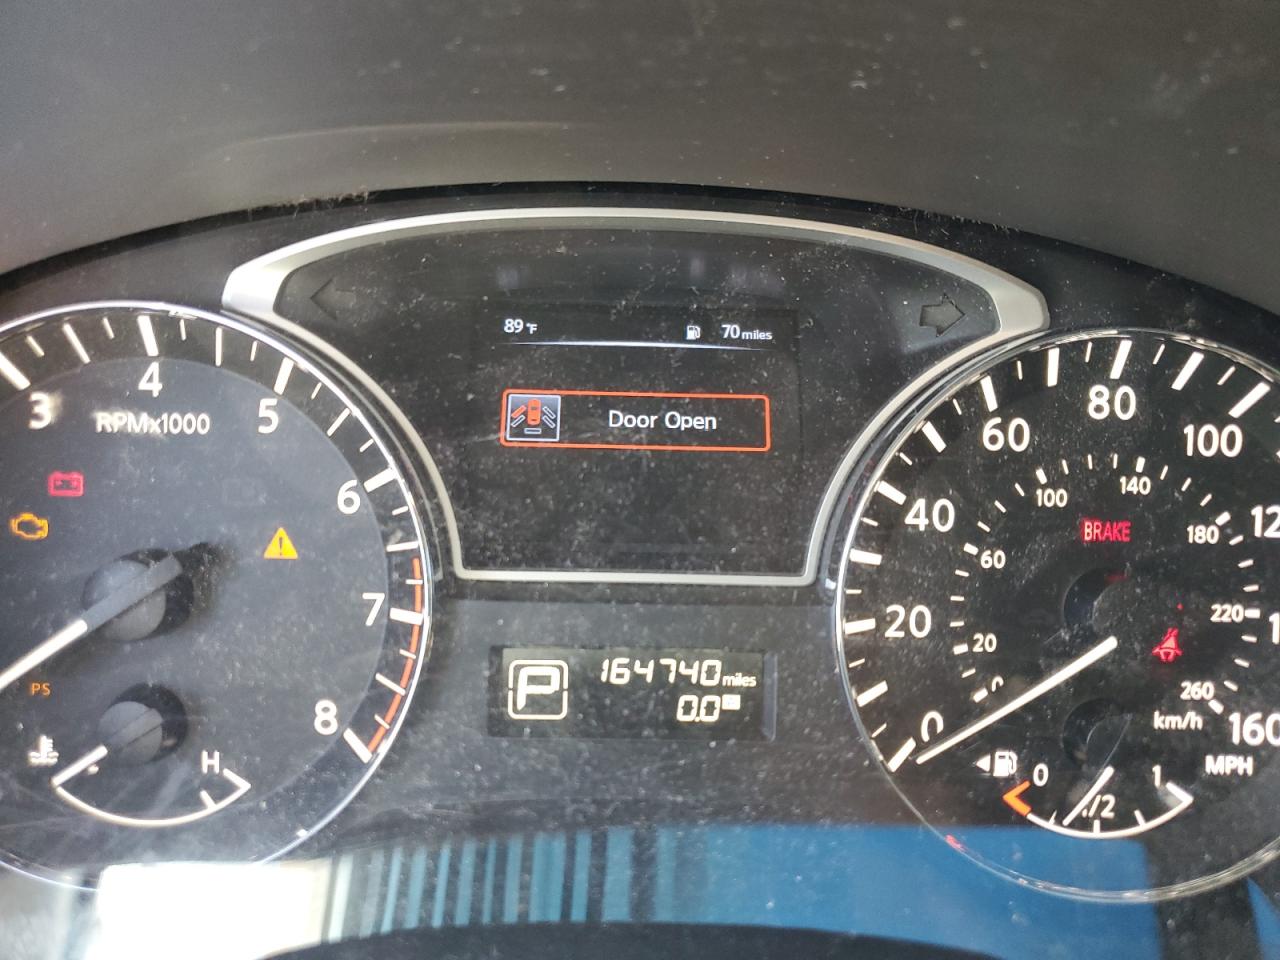 89 °F 70 miles
Door Open
3 4 5 6 7 8
RPMx1000
PS
H
P 164740 miles
0.0
0 20 40 60 80 100 160
20 60 100 140 180 220 260
BRAKE
km/h
MPH
0 1/2 1